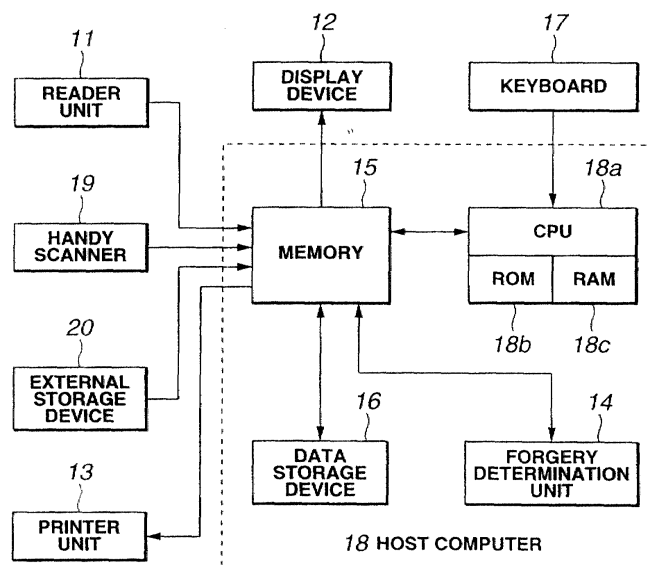 11
READER
UNIT
12
DISPLAY
DEVICE
17
KEYBOARD
19
HANDY
SCANNER
15
MEMORY
18a
CPU
ROM
RAM
18b
18c
20
EXTERNAL
STORAGE
DEVICE
16
DATA
STORAGE
DEVICE
14
FORGERY
DETERMINATION
UNIT
13
PRINTER
UNIT
18 HOST COMPUTER